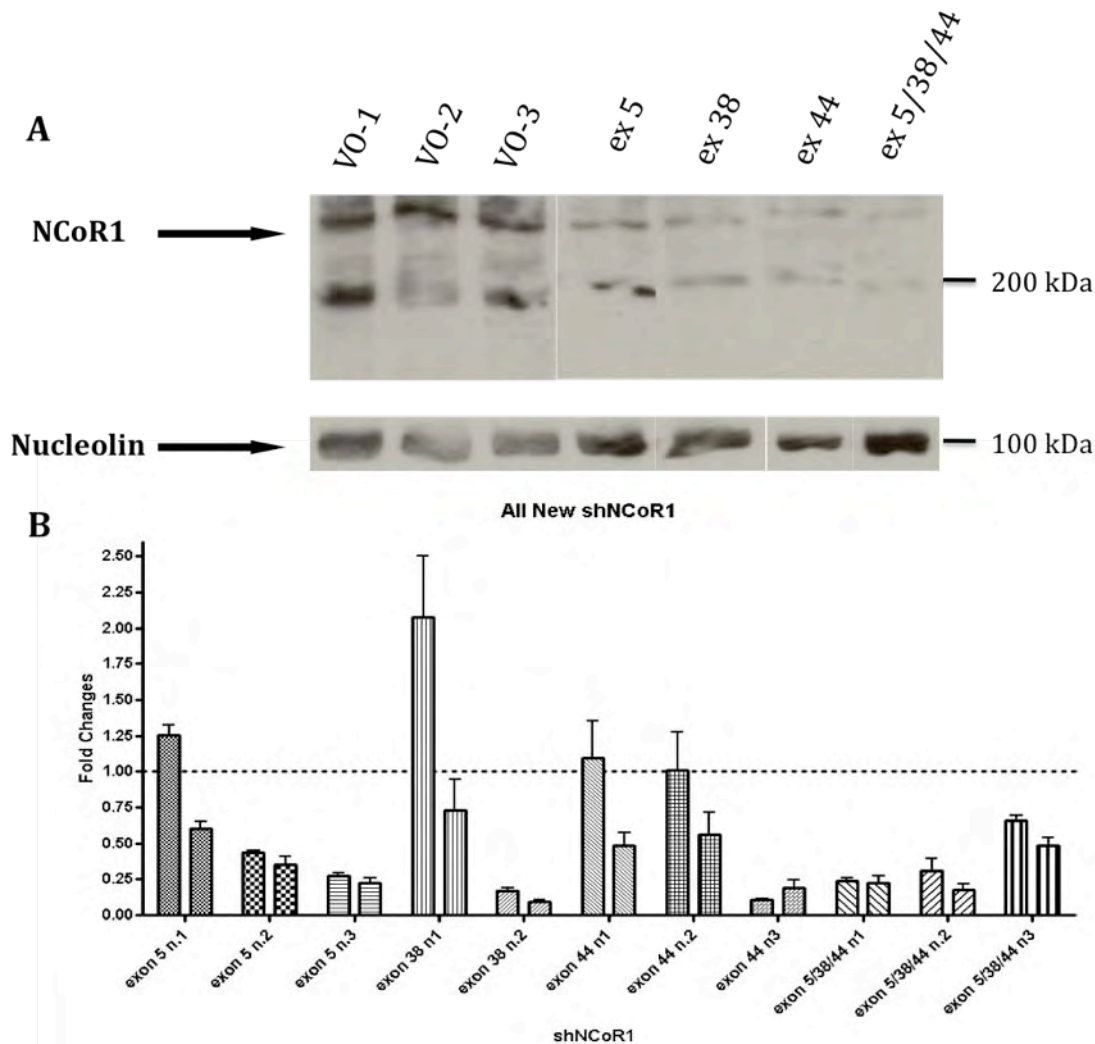 A
VO-1 VO-2 VO-3 ex 5 ex 38 ex 44 ex 5/38/44
NCoR1
200 kDa
Nucleolin
100 kDa
All New shNCoR1
B
Fold Changes
2.50
2.25
2.00
1.75
1.50
1.25
1.00
0.75
0.50
0.25
0.00
exon 5 n.1 exon 5 n.2 exon 5 n.3 exon 38 n1 exon 38 n.2 exon 44 n1 exon 44 n.2 exon 44 n3 exon 5/38/44 n1 exon 5/38/44 n.2 exon 5/38/44 n3
shNCoR1